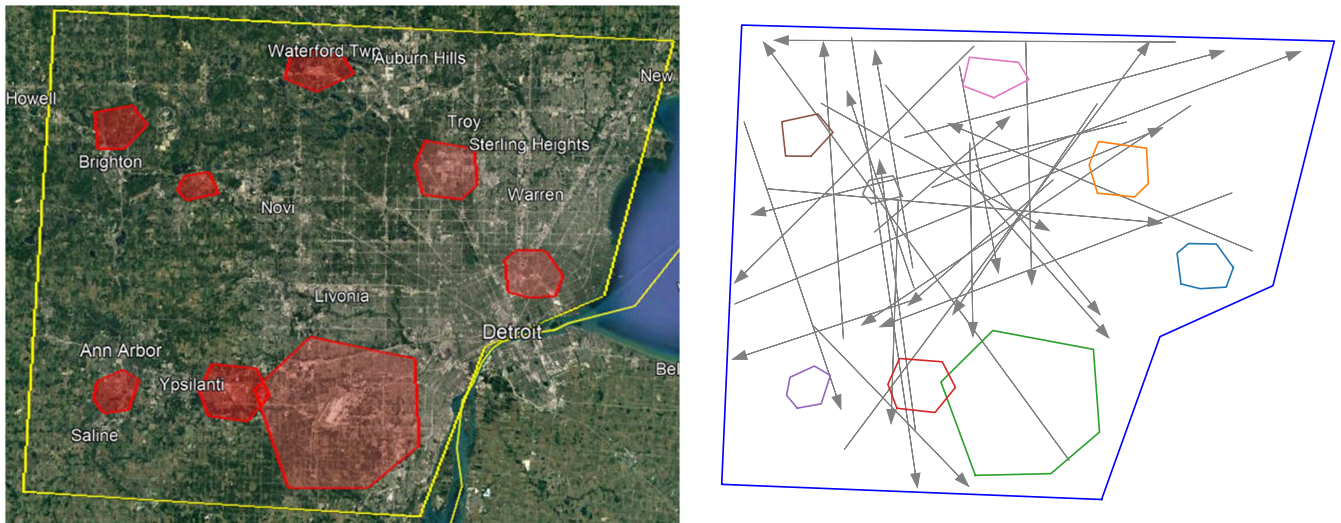 Waterford Twp
Auburn Hills
New
Howell
Troy
Sterling Heights
Brighton
Warren
Novi
Livonia
Detroit
Ann Arbor
Bel
Ypsilanti
Saline